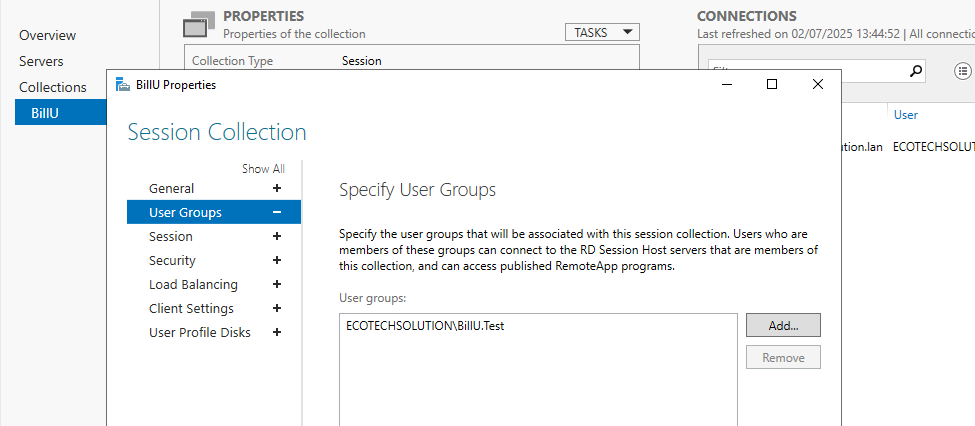 Overview
Servers
Collections
BillU
PROPERTIES
Properties of the collection
TASKS
Collection Type Session
CONNECTIONS
Last refreshed on 02/07/2025 13:44:52 | All
User
ution.lan ECOTECHSOLUT
BillU Properties
Session Collection
Show All
General
User Groups
Session
Security
Load Balancing
Client Settings
User Profile Disks
Specify User Groups
Specify the user groups that will be associated with this session collection. Users who are
members of these groups can connect to the RD Session Host servers that are members of
this collection, and can access published RemoteApp programs.
User groups:
ECOTECHSOLUTION\BillU.Test
Add...
Remove